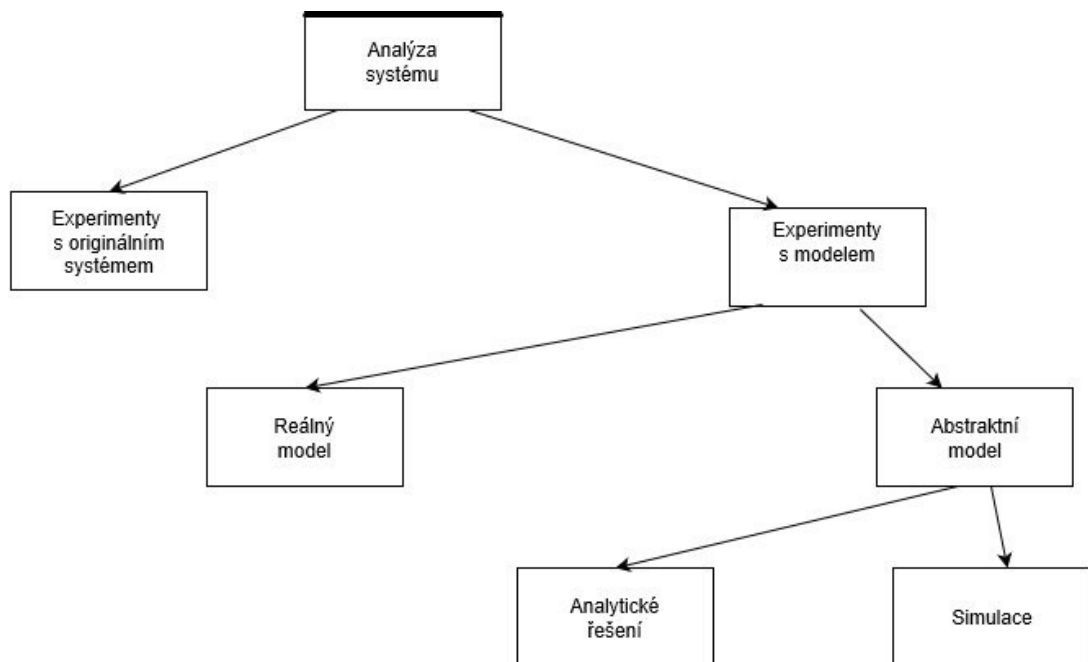 Analýza
systému
Experimenty
s originálním
systémem
Experimenty
s modelem
Reálný
model
Abstraktní
model
Analytické
řešení
Simulace